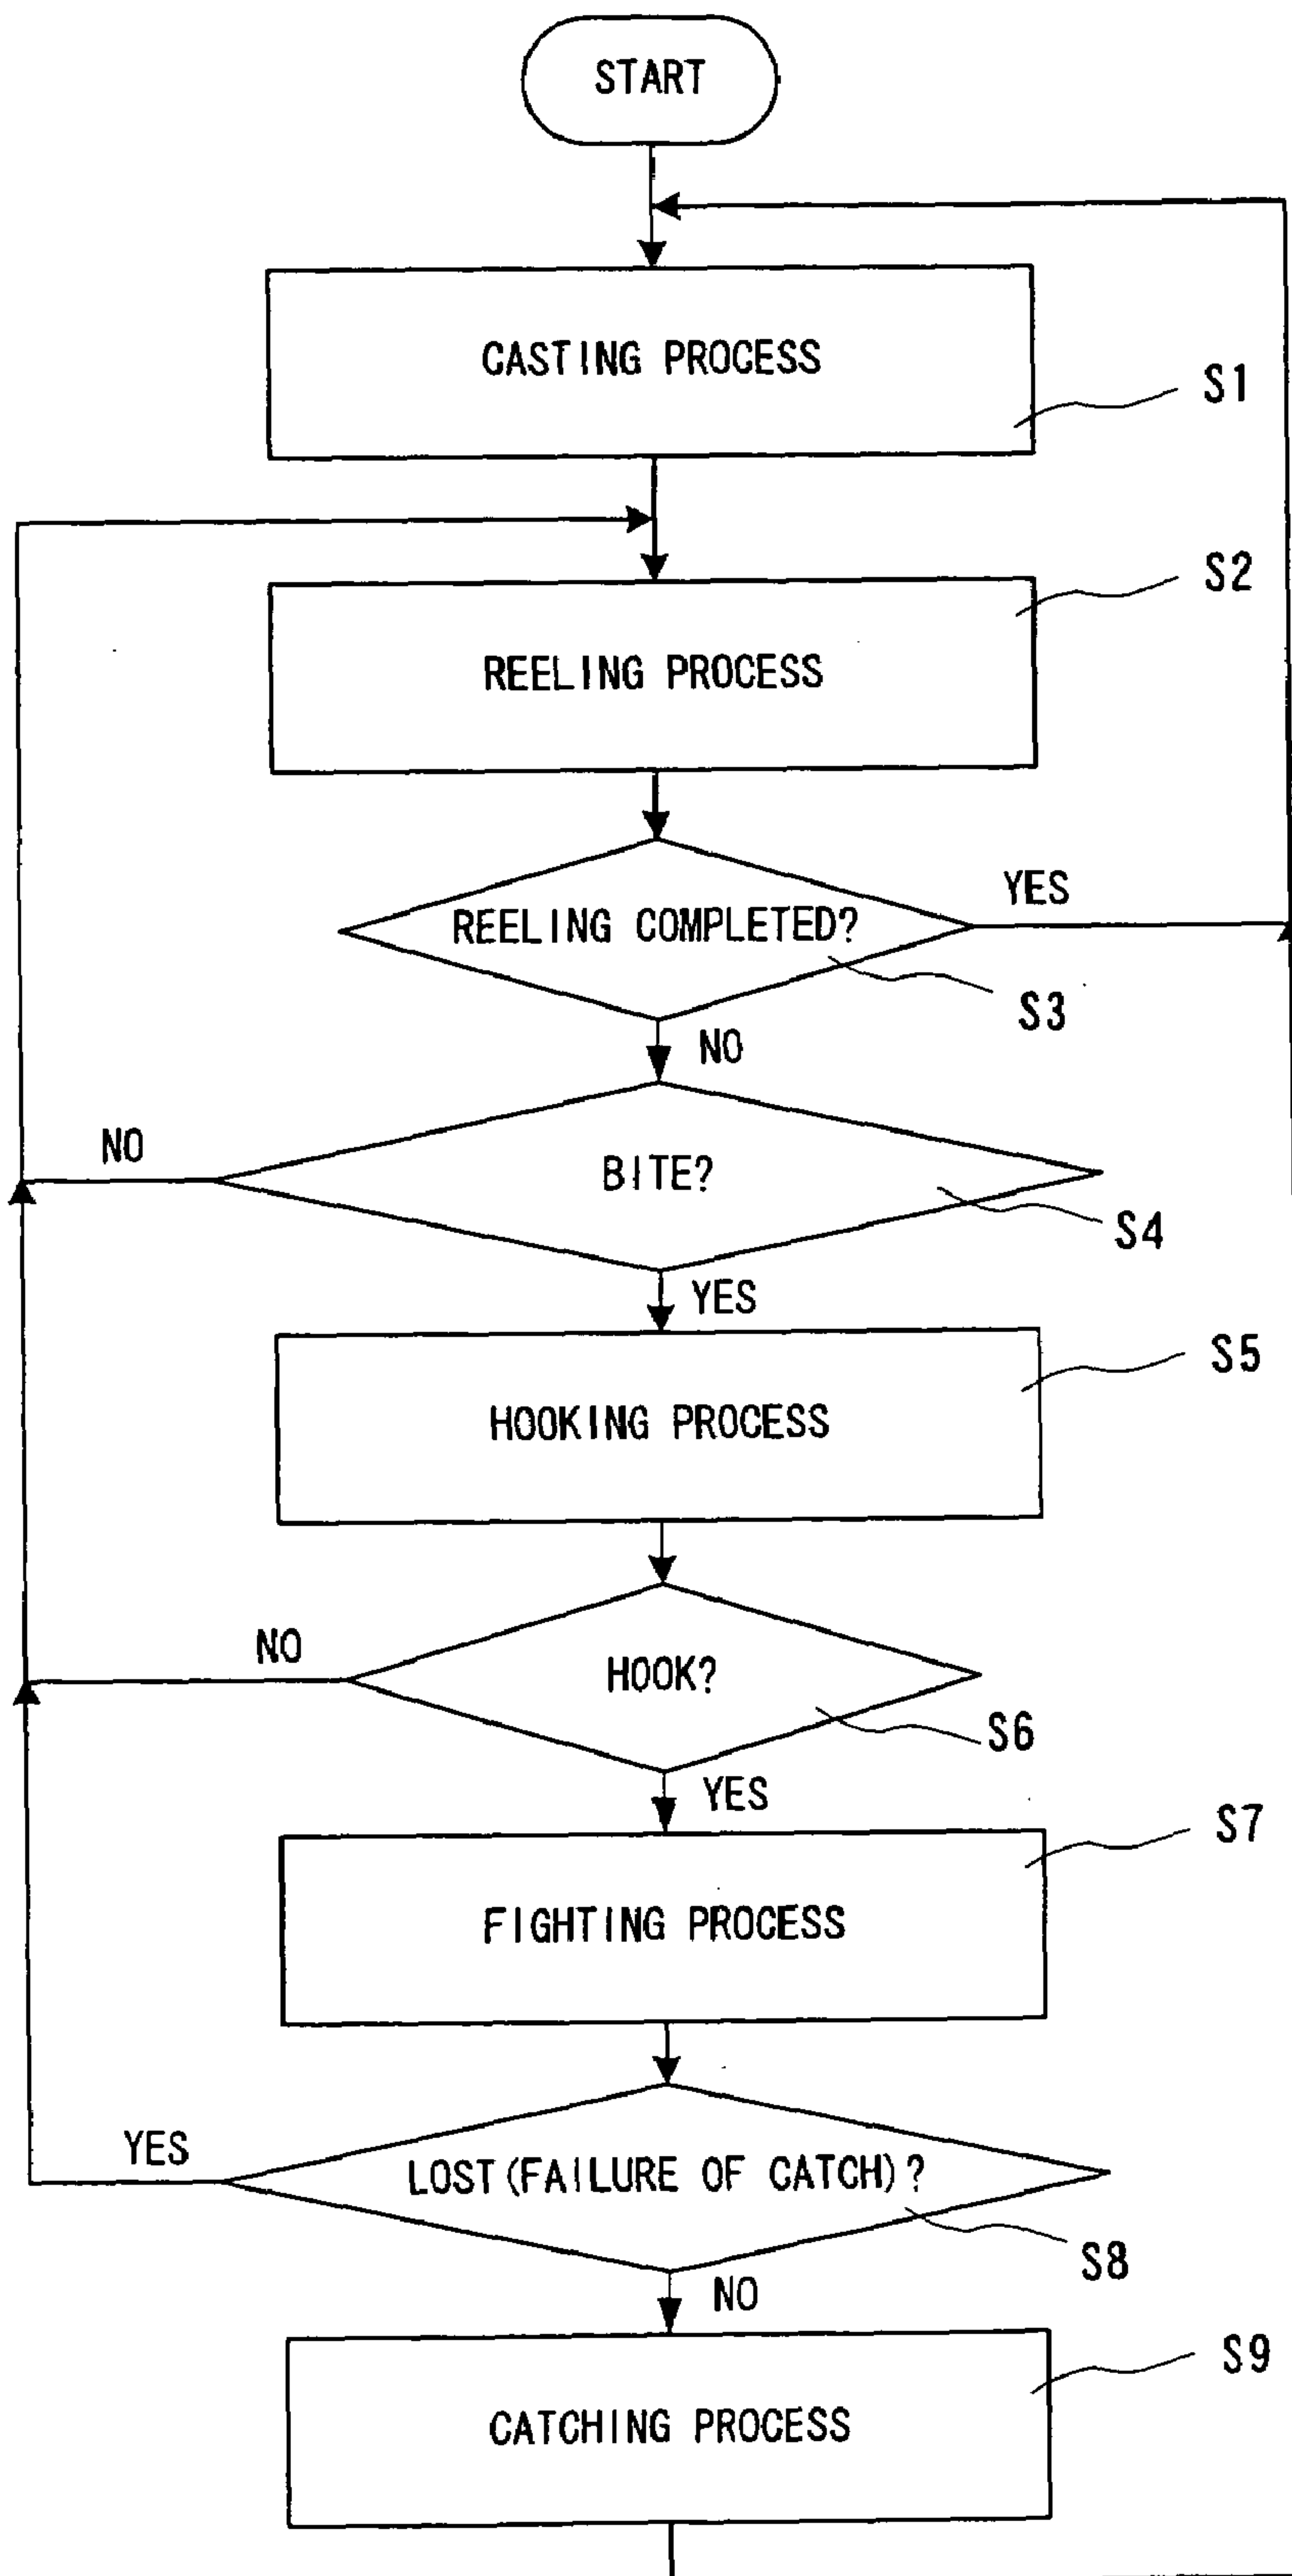 START
CASTING PROCESS
S1
S2
REELING PROCESS
YES
REELING COMPLETED?
S3
NO
NO
BITE?
S4
YES
S5
HOOKING PROCESS
NO
HOOK?
S6
YES
S7
FIGHTING PROCESS
YES
LOST(FAILURE OF CATCH)?
S8
NO
S9
CATCHING PROCESS